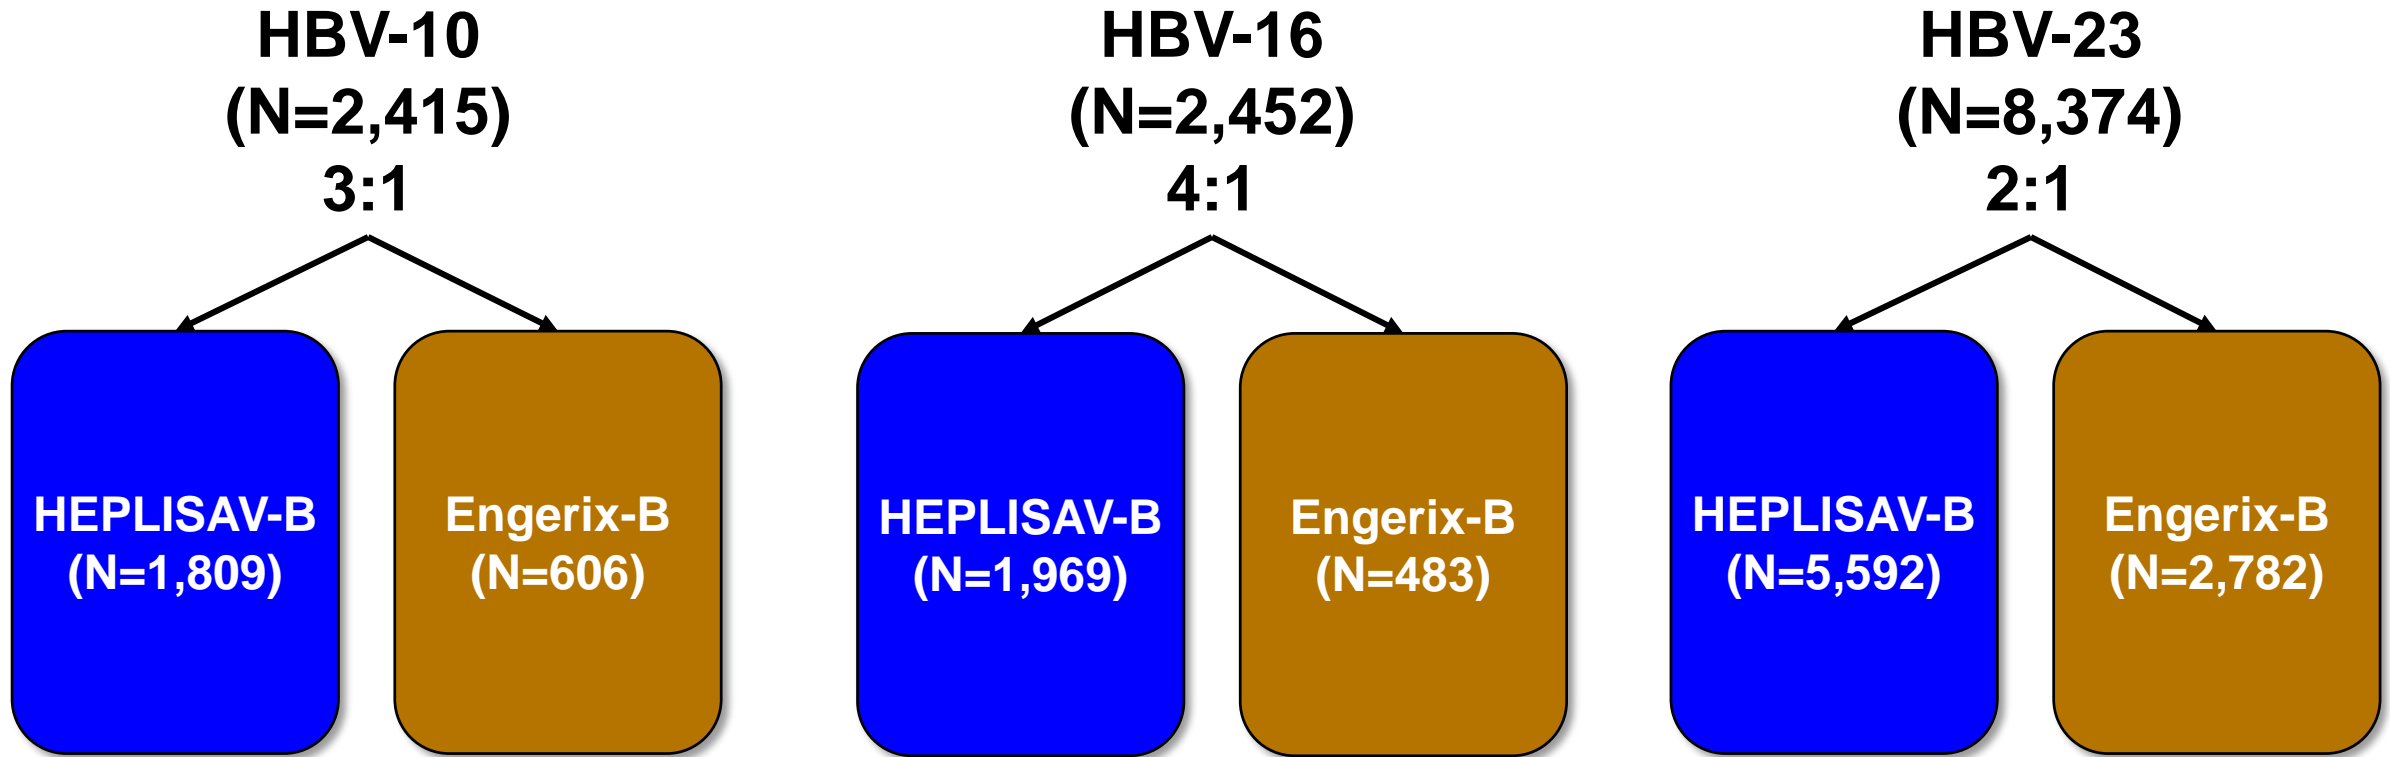 HBV-10
(N=2,415)
3:1
HEPLISAV-B
(N=1,809)
Engerix-B
(N=606)
HBV-16
(N=2,452)
4:1
HEPLISAV-B
(N=1,969)
Engerix-B
(N=483)
HBV-23
(N=8,374)
2:1
HEPLISAV-B
(N=5,592)
Engerix-B
(N=2,782)